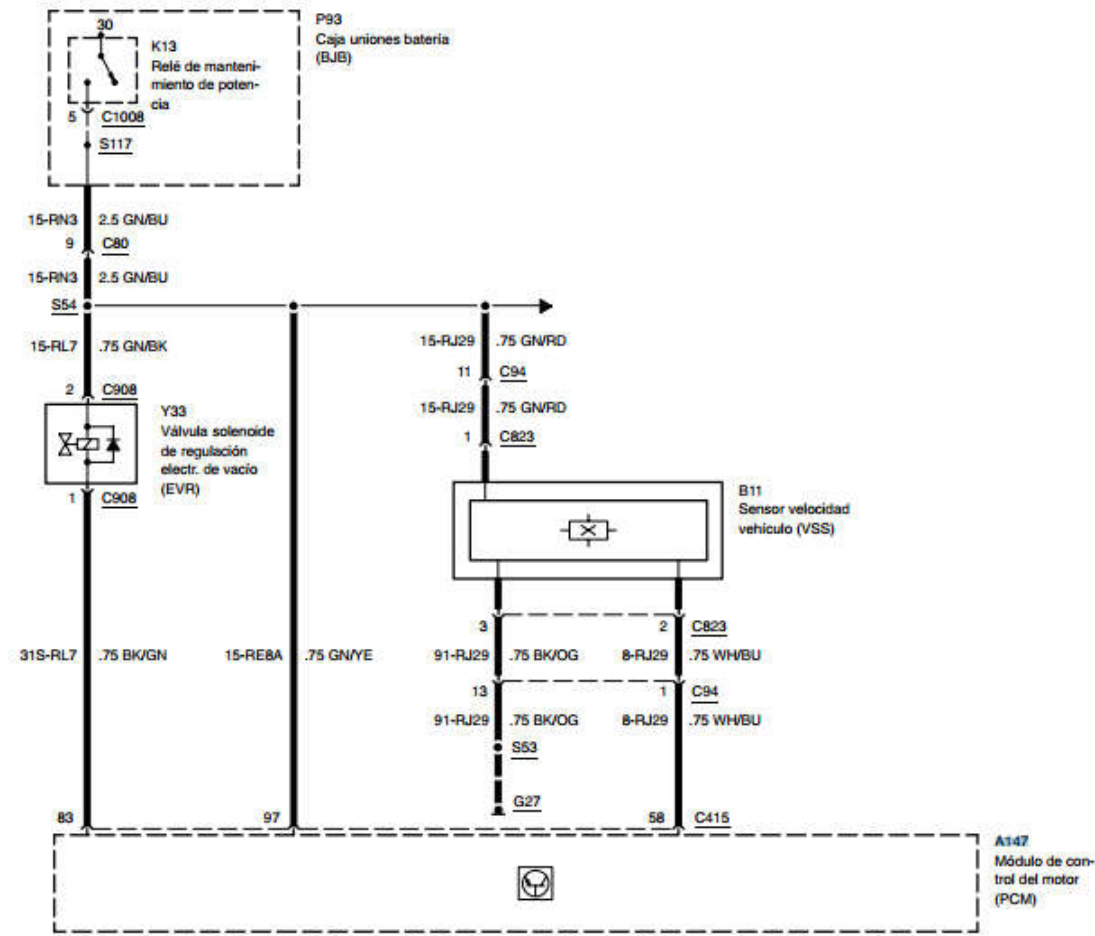 30
P93
Caja uniones batería
(BJB)
K13
Relé de manteni-
miento de poten-
cia
5 C1008
S117
15-RN3 2.5 GN/BU
9 C80
15-RN3 2.5 GN/BU
S54
15-RL7 .75 GN/BK
15-RJ29 .75 GN/RD
11 C94
2 C908
15-RJ29 .75 GN/RD
1 C823
Y33
Válvula solenoide
de regulación
electr. de vacío
(EVR)
1 C908
B11
Sensor velocidad
vehículo (VSS)
3 2 C823
31S-RL7 .75 BK/GN 15-RE8A .75 GN/YE 91-RJ29 .75 BK/OG 8-RJ29 .75 WH/BU
13 1 C94
91-RJ29 .75 BK/OG 8-RJ29 .75 WH/BU
S53
G27
83 97 58 C415
A147
Módulo de con-
trol del motor
(PCM)